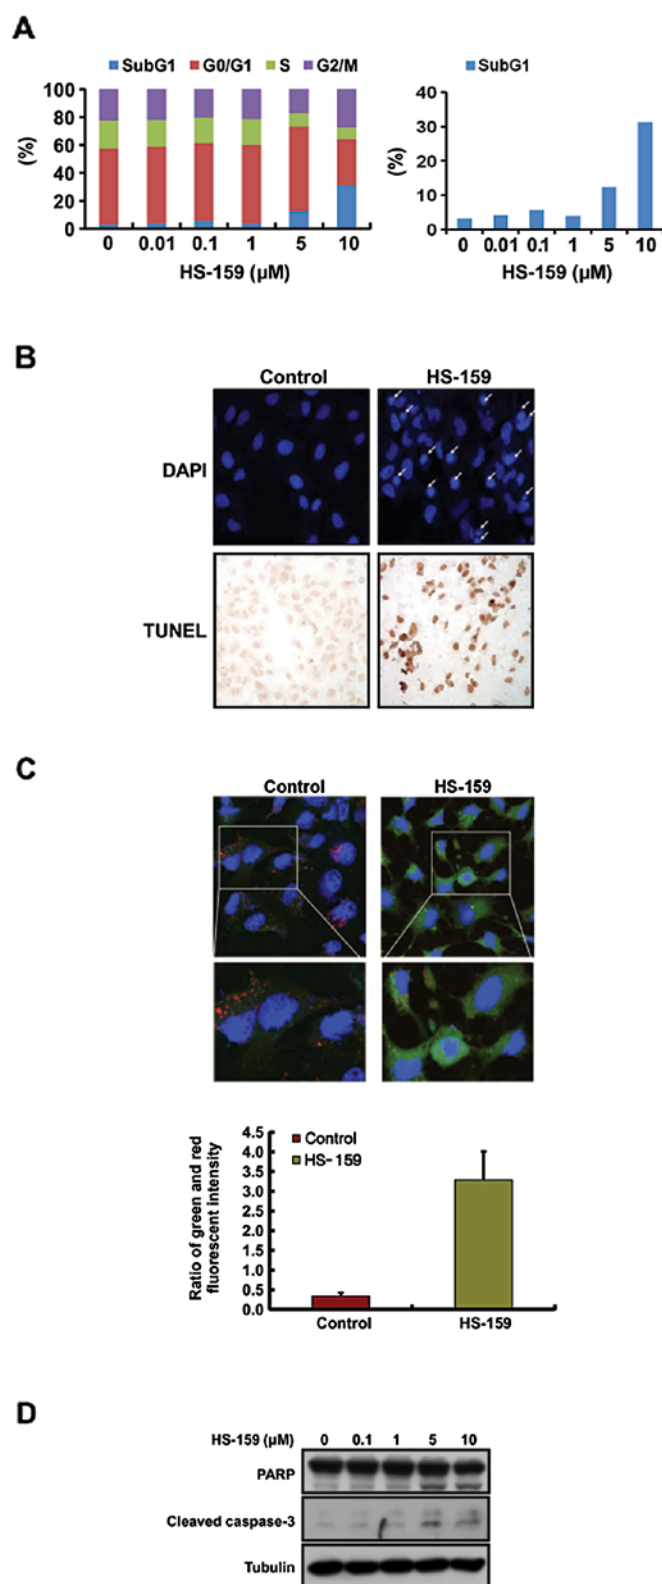 A
SubG1 G0/G1 S G2/M
100
80
60
40
20
0
(%)
0 0.01 0.1 1 5 10
HS-159 (µM)
SubG1
40
30
20
10
0
(%)
0 0.01 0.1 1 5 10
HS-159 (µM)
B
Control HS-159
DAPI
TUNEL
C
Control HS-159
Ratio of green and red
fluorescent intensity
4.5
4.0
3.5
3.0
2.5
2.0
1.5
1.0
0.5
0.0
Control
HS-159
Control HS-159
D
HS-159 (µM) 0 0.1 1 5 10
PARP
Cleaved caspase-3
Tubulin